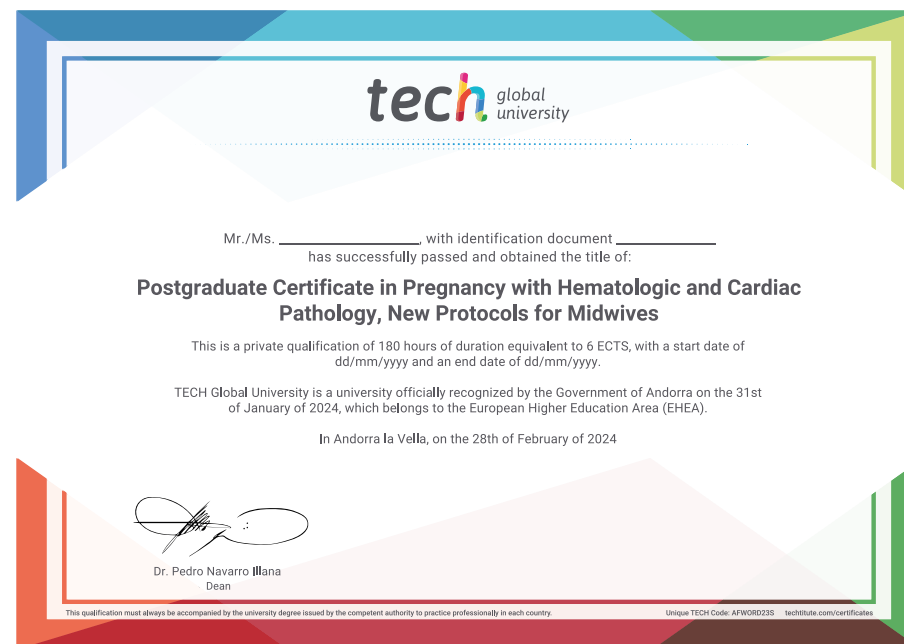 tech global
university
Mr./Ms. ____________________, with identification document ______________
has successfully passed and obtained the title of:
Postgraduate Certificate in Pregnancy with Hematologic and Cardiac
Pathology, New Protocols for Midwives
This is a private qualification of 180 hours of duration equivalent to 6 ECTS, with a start date of
dd/mm/yyyy and an end date of dd/mm/yyyy.
TECH Global University is a university officially recognized by the Government of Andorra on the 31st
of January of 2024, which belongs to the European Higher Education Area (EHEA).
In Andorra la Vella, on the 28th of February of 2024
Dr. Pedro Navarro Illana
Dean
This qualification must always be accompanied by the university degree issued by the competent authority to practice professionally in each country.
Unique TECH Code: AFWORD23S techtitute.com/certificates